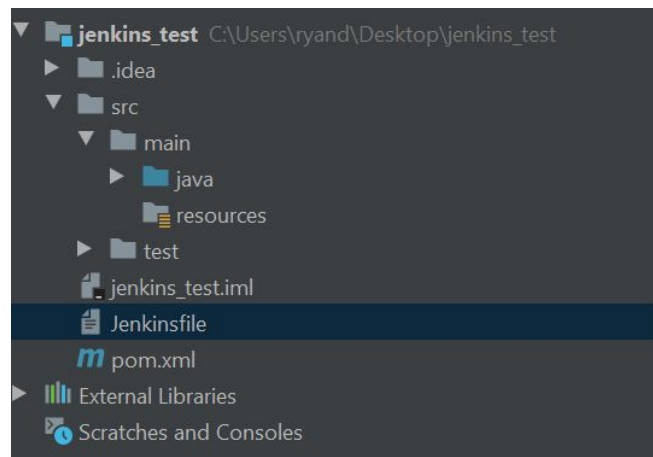 jenkins_test C:\Users\ryand\Desktop\jenkins_test
.idea
src
main
java
resources
test
jenkins_test.iml
Jenkinsfile
m pom.xml
External Libraries
Scratches and Consoles